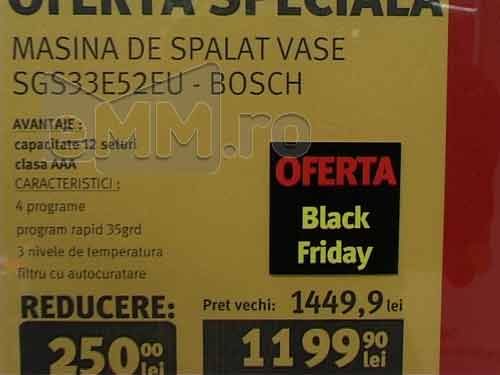 OFERTA SPECIALA
MASINA DE SPALAT VASE
SGS33E52EU - BOSCH
AVANTAJE :
capacitate 12 seturi
clasa AAA
CARACTERISTICI :
4 programe
program rapid 35grd
3 nivele de temperatura
filtru cu autocuratare
eMM.ro
OFERTA
Black
Friday
REDUCERE:
250,00 lei
Pret vechi: 1449,9 lei
1199,90 lei